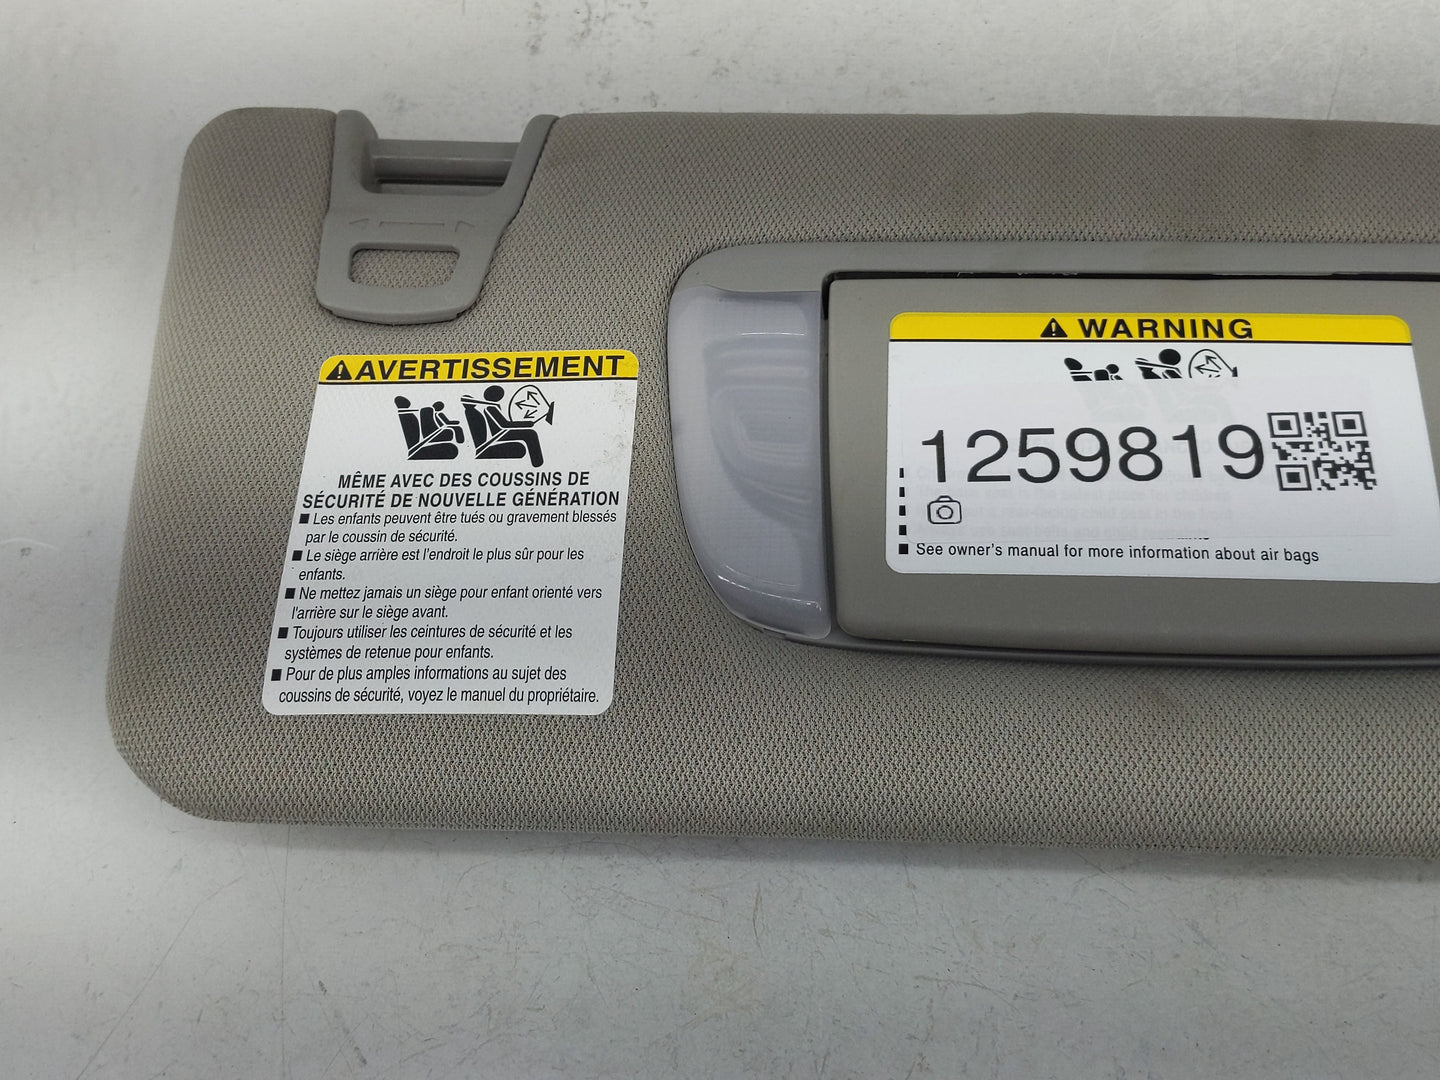 AVERTISSEMENT
MÊME AVEC DES COUSSINS DE
SÉCURITÉ DE NOUVELLE GÉNÉRATION
■ Les enfants peuvent être tués ou gravement blessés
par le coussin de sécurité.
■ Le siège arrière est l'endroit le plus sûr pour les
enfants.
■ Ne mettez jamais un siège pour enfant orienté vers
l'arrière sur le siège avant.
■ Toujours utiliser les ceintures de sécurité et les
systèmes de retenue pour enfants.
■ Pour de plus amples informations au sujet des
coussins de sécurité, voyez le manuel du propriétaire.
WARNING
1259819
■ See owner's manual for more information about air bags